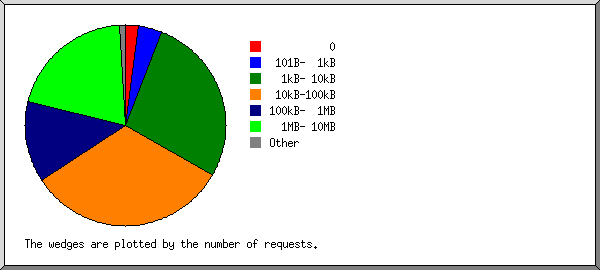 0
101B-  1kB
1kB- 10kB
10kB-100kB
100kB-  1MB
1MB- 10MB
Other
The wedges are plotted by the number of requests.